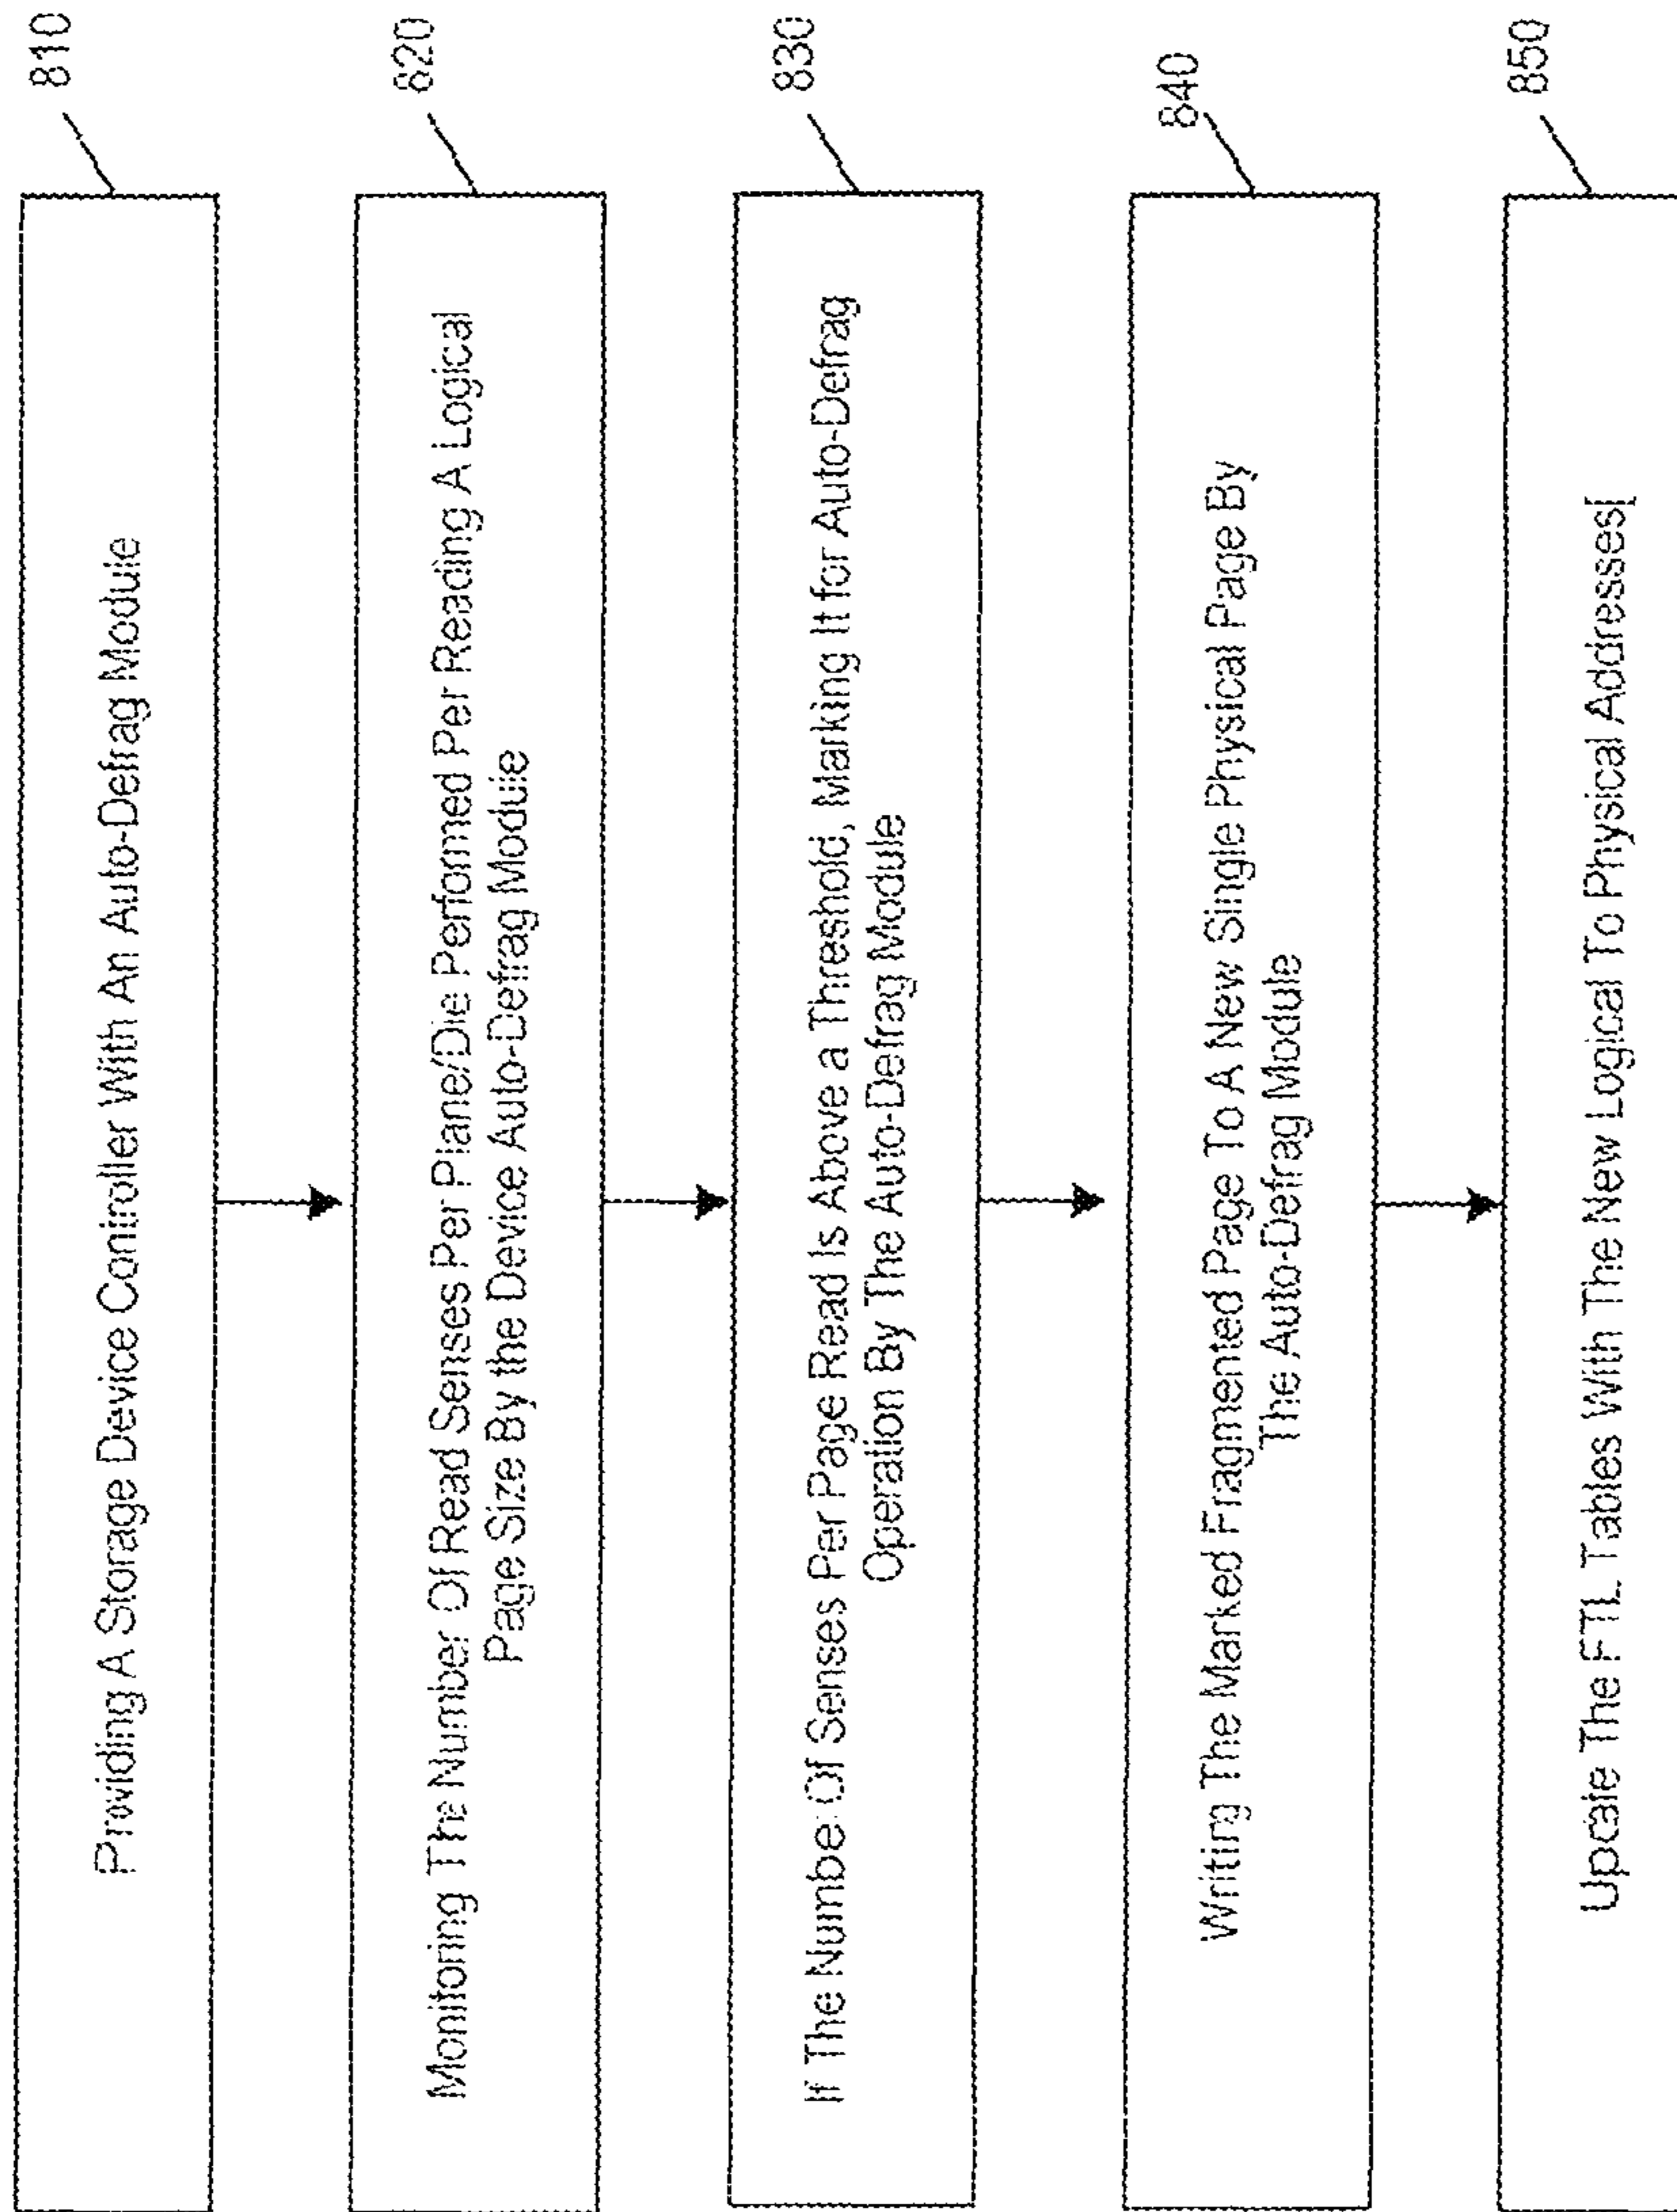 810
Providing A Storage Device Controller With An Auto-Defrag Module
820
Monitoring The Number Of Read Senses Per Plane/Die Performed Per Reading A Logical
Page Size By the Device Auto-Defrag Module
830
If The Number Of Senses Per Page Read Is Above a Threshold, Marking It for Auto-Defrag
Operation By The Auto-Defrag Module
840
Writing The Marked Fragmented Page To A New Single Physical Page By
The Auto-Defrag Module
850
Update The FTL Tables With The New Logical To Physical Addresses[